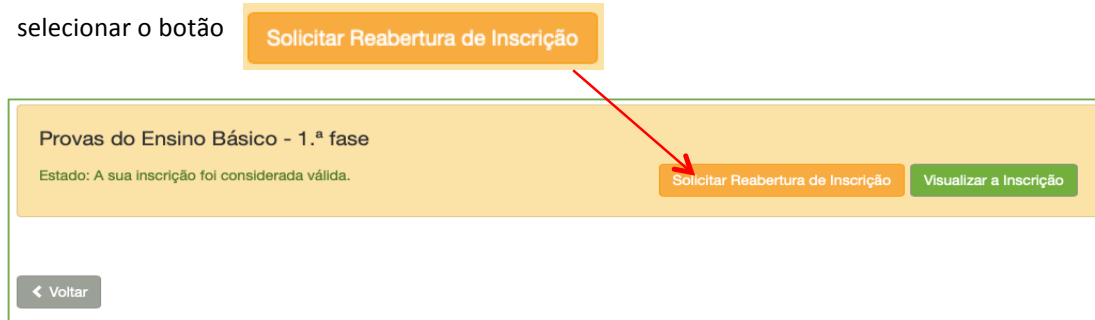 selecionar o botão
Solicitar Reabertura de Inscrição
Provas do Ensino Básico - 1.ª fase
Estado: A sua inscrição foi considerada válida.
Solicitar Reabertura de Inscrição
Visualizar a Inscrição
Voltar